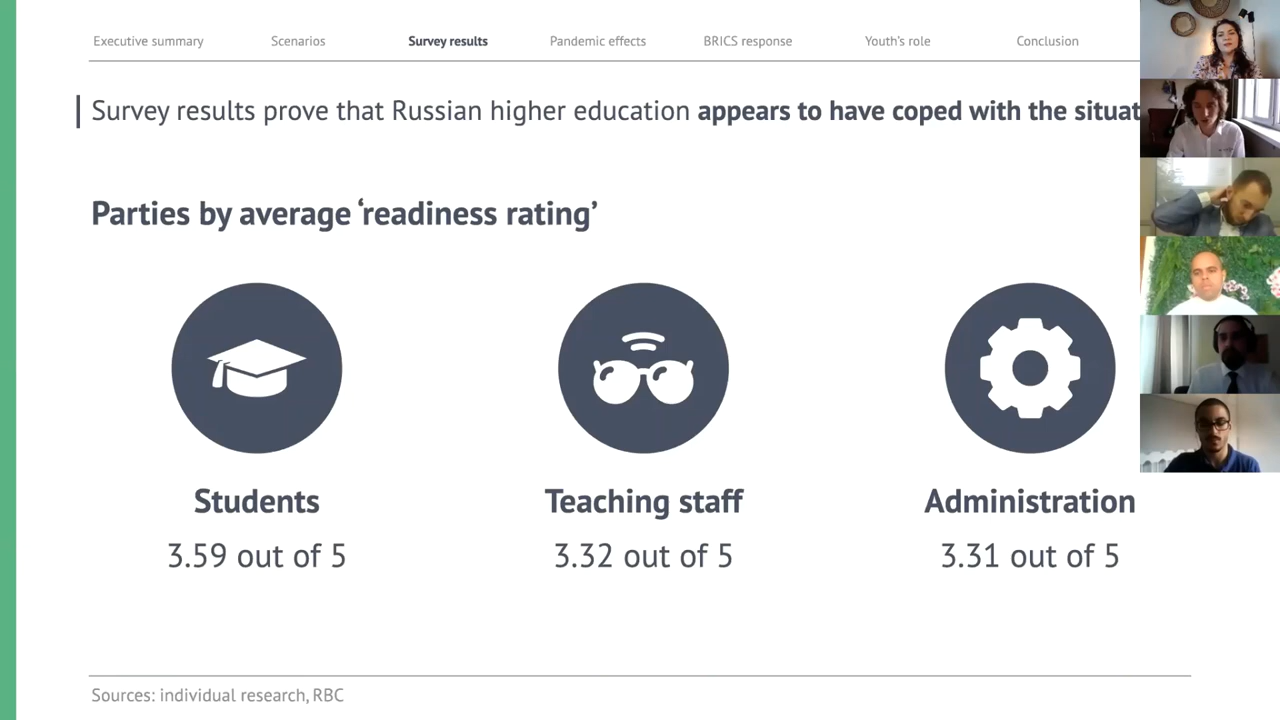 Executive summary Scenarios Survey results Pandemic effects BRICS response Youth's role Conclusion
Survey results prove that Russian higher education appears to have coped with the situat
Parties by average ‘readiness rating’
Students Teaching staff Administration
3.59 out of 5 3.32 out of 5 3.31 out of 5
Sources: individual research, RBC